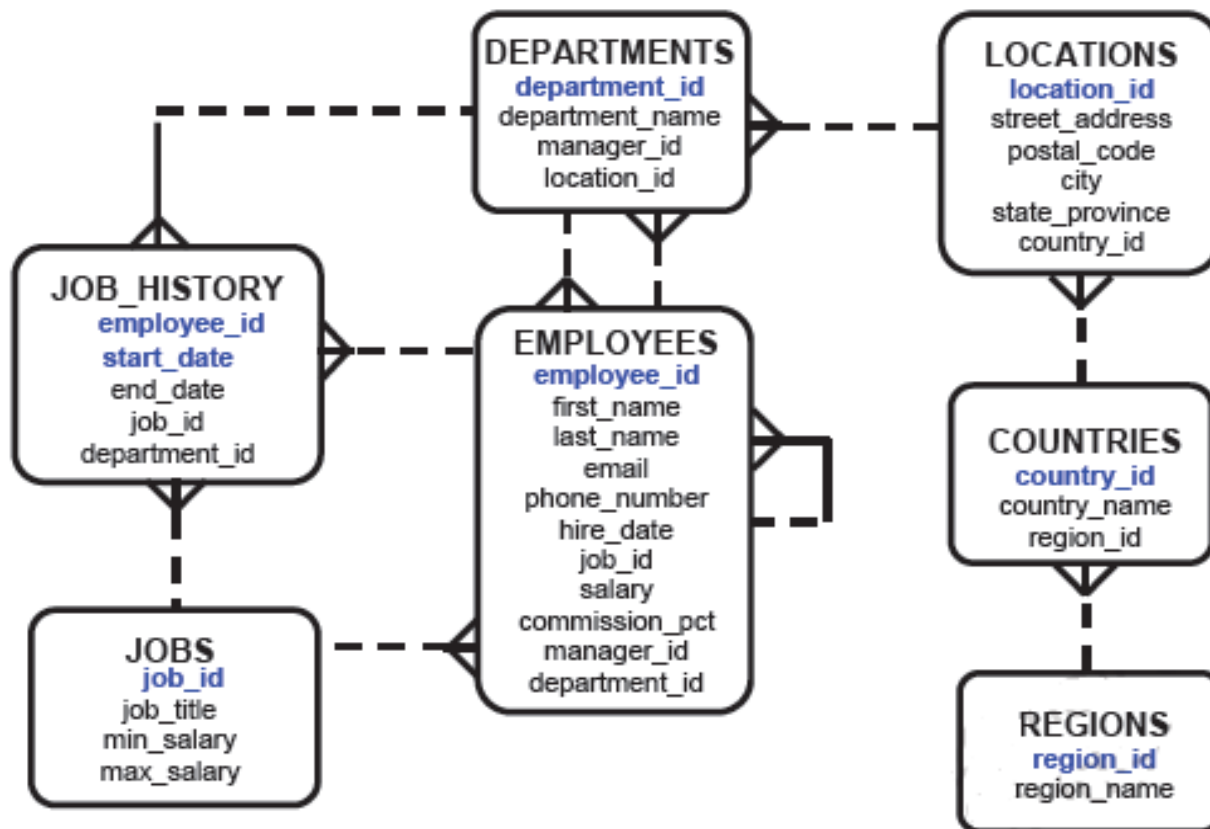 DEPARTMENTS
department_id
department_name
manager_id
location_id
LOCATIONS
location_id
street_address
postal_code
city
state_province
country_id
JOB_HISTORY
employee_id
start_date
end_date
job_id
department_id
EMPLOYEES
employee_id
first_name
last_name
email
phone_number
hire_date
job_id
salary
commission_pct
manager_id
department_id
COUNTRIES
country_id
country_name
region_id
JOBS
job_id
job_title
min_salary
max_salary
REGIONS
region_id
region_name